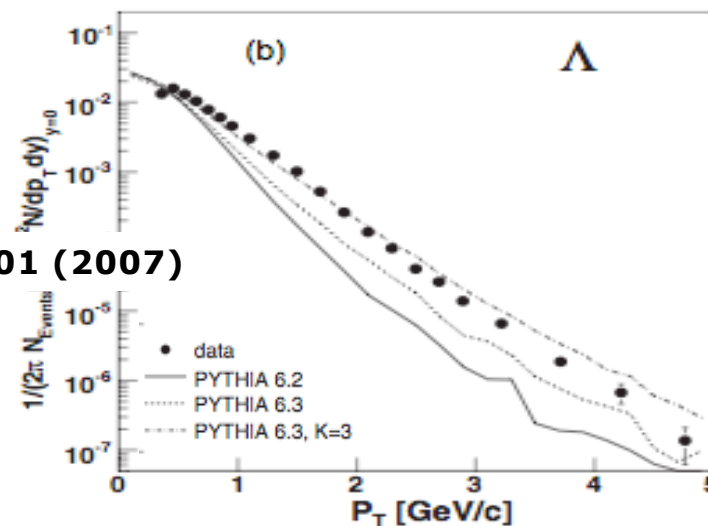 10⁻¹
(b)
Λ
10⁻²
10⁻³
²N/dp_T dy)_{y=0}
01 (2007)
10⁻⁵
1/(2π N_Events
data
10⁻⁶
PYTHIA 6.2
PYTHIA 6.3
10⁻⁷
PYTHIA 6.3, K=3
0 1 2 3 4 5
P_T [GeV/c]